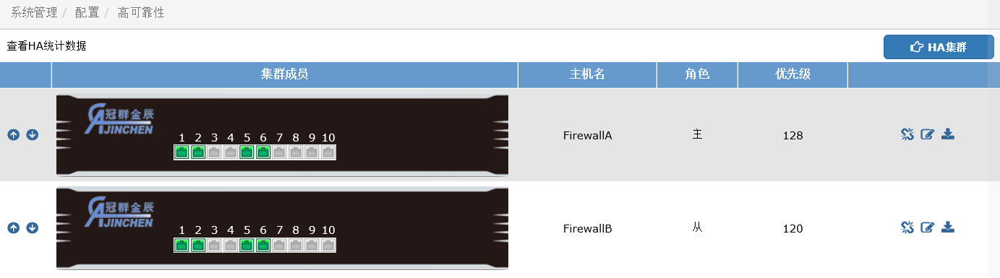 系统管理 / 配置 / 高可靠性
查看HA统计数据
HA集群
集群成员 主机名 角色 优先级
冠群金辰
JINCHEN
1 2 3 4 5 6 7 8 9 10
FirewallA 主 128
冠群金辰
JINCHEN
1 2 3 4 5 6 7 8 9 10
FirewallB 从 120